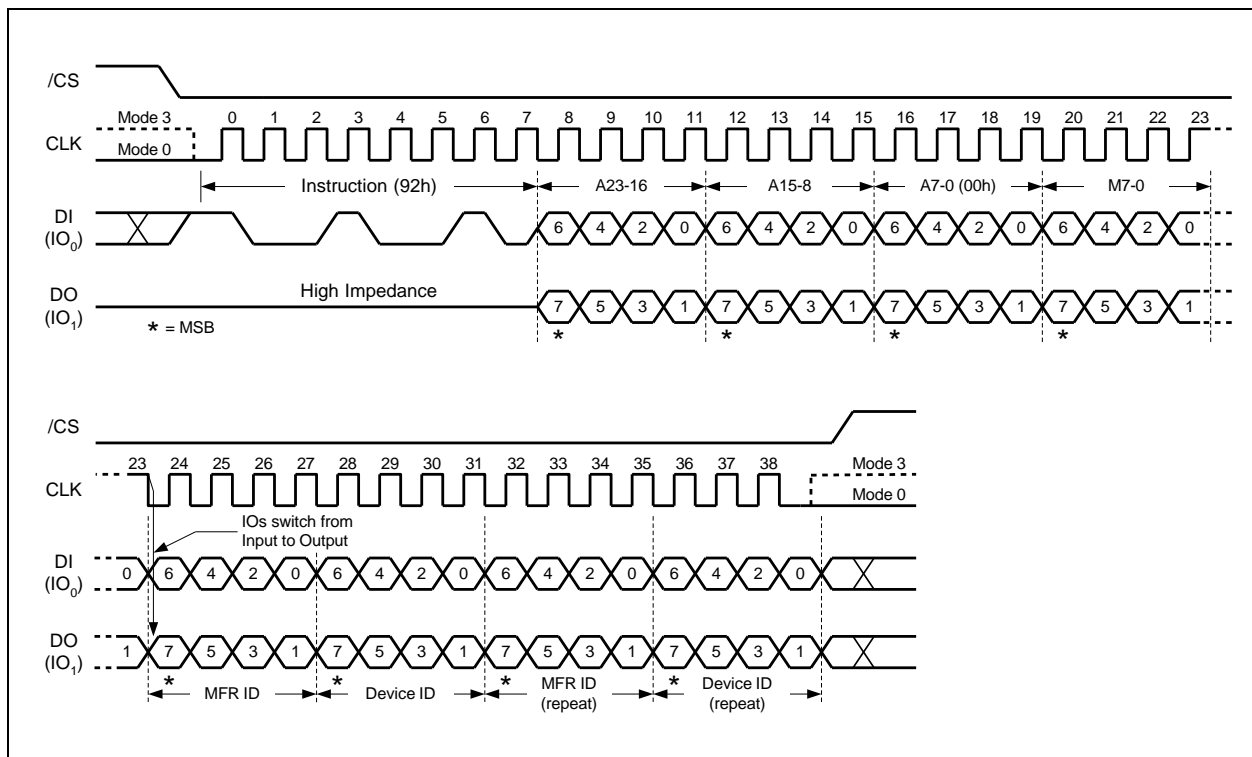 /CS
Mode 3 0 1 2 3 4 5 6 7 8 9 10 11 12 13 14 15 16 17 18 19 20 21 22 23
CLK
Mode 0
Instruction (92h) A23-16 A15-8 A7-0 (00h) M7-0
DI
(IO0)
6 4 2 0 6 4 2 0 6 4 2 0 6 4 2 0
High Impedance
DO
(IO1)
7 5 3 1 7 5 3 1 7 5 3 1 7 5 3 1
* = MSB
* * * *
/CS
23 24 25 26 27 28 29 30 31 32 33 34 35 36 37 38 Mode 3
CLK
Mode 0
IOs switch from
Input to Output
DI
(IO0)
0 6 4 2 0 6 4 2 0 6 4 2 0 6 4 2 0
DO
(IO1)
1 7 5 3 1 7 5 3 1 7 5 3 1 7 5 3 1
* * * *
MFR ID Device ID MFR ID
(repeat)
Device ID
(repeat)